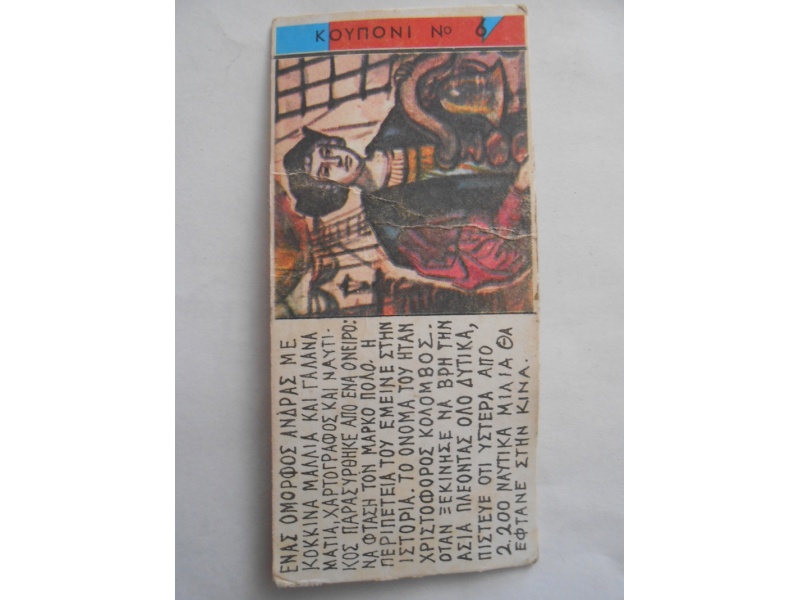 ΚΟΥΠΟΝΙ Νο 6
ΕΝΑΣ ΟΜΟΡΦΟΣ ΑΝΔΡΑΣ ΜΕ
ΚΟΚΚΙΝΑ ΜΑΛΛΙΑ ΚΑΙ ΓΑΛΑΝΑ
ΜΑΤΙΑ, ΧΑΡΤΟΓΡΑΦΟΣ ΚΑΙ ΝΑΥΤΙ-
ΚΟΣ ΠΑΡΑΣΥΡΘΗΚΕ ΑΠΟ ΕΝΑ ΟΝΕΙΡΟ:
ΝΑ ΦΤΑΣΗ ΤΟΝ ΜΑΡΚΟ ΠΟΛΟ. Η
ΠΕΡΙΠΕΤΕΙΑ ΤΟΥ ΕΜΕΙΝΕ ΣΤΗΝ
ΙΣΤΟΡΙΑ. ΤΟ ΟΝΟΜΑ ΤΟΥ ΗΤΑΝ
ΧΡΙΣΤΟΦΟΡΟΣ ΚΟΛΟΜΒΟΣ.
ΟΤΑΝ ΞΕΚΙΝΗΣΕ ΝΑ ΒΡΗ ΤΗΝ
ΑΣΙΑ ΠΛΕΟΝΤΑΣ ΟΛΟ ΔΥΤΙΚΑ,
ΠΙΣΤΕΥΕ ΟΤΙ ΥΣΤΕΡΑ ΑΠΟ
2.200 ΝΑΥΤΙΚΑ ΜΙΛΙΑ ΘΑ
ΕΦΤΑΝΕ ΣΤΗΝ ΚΙΝΑ.